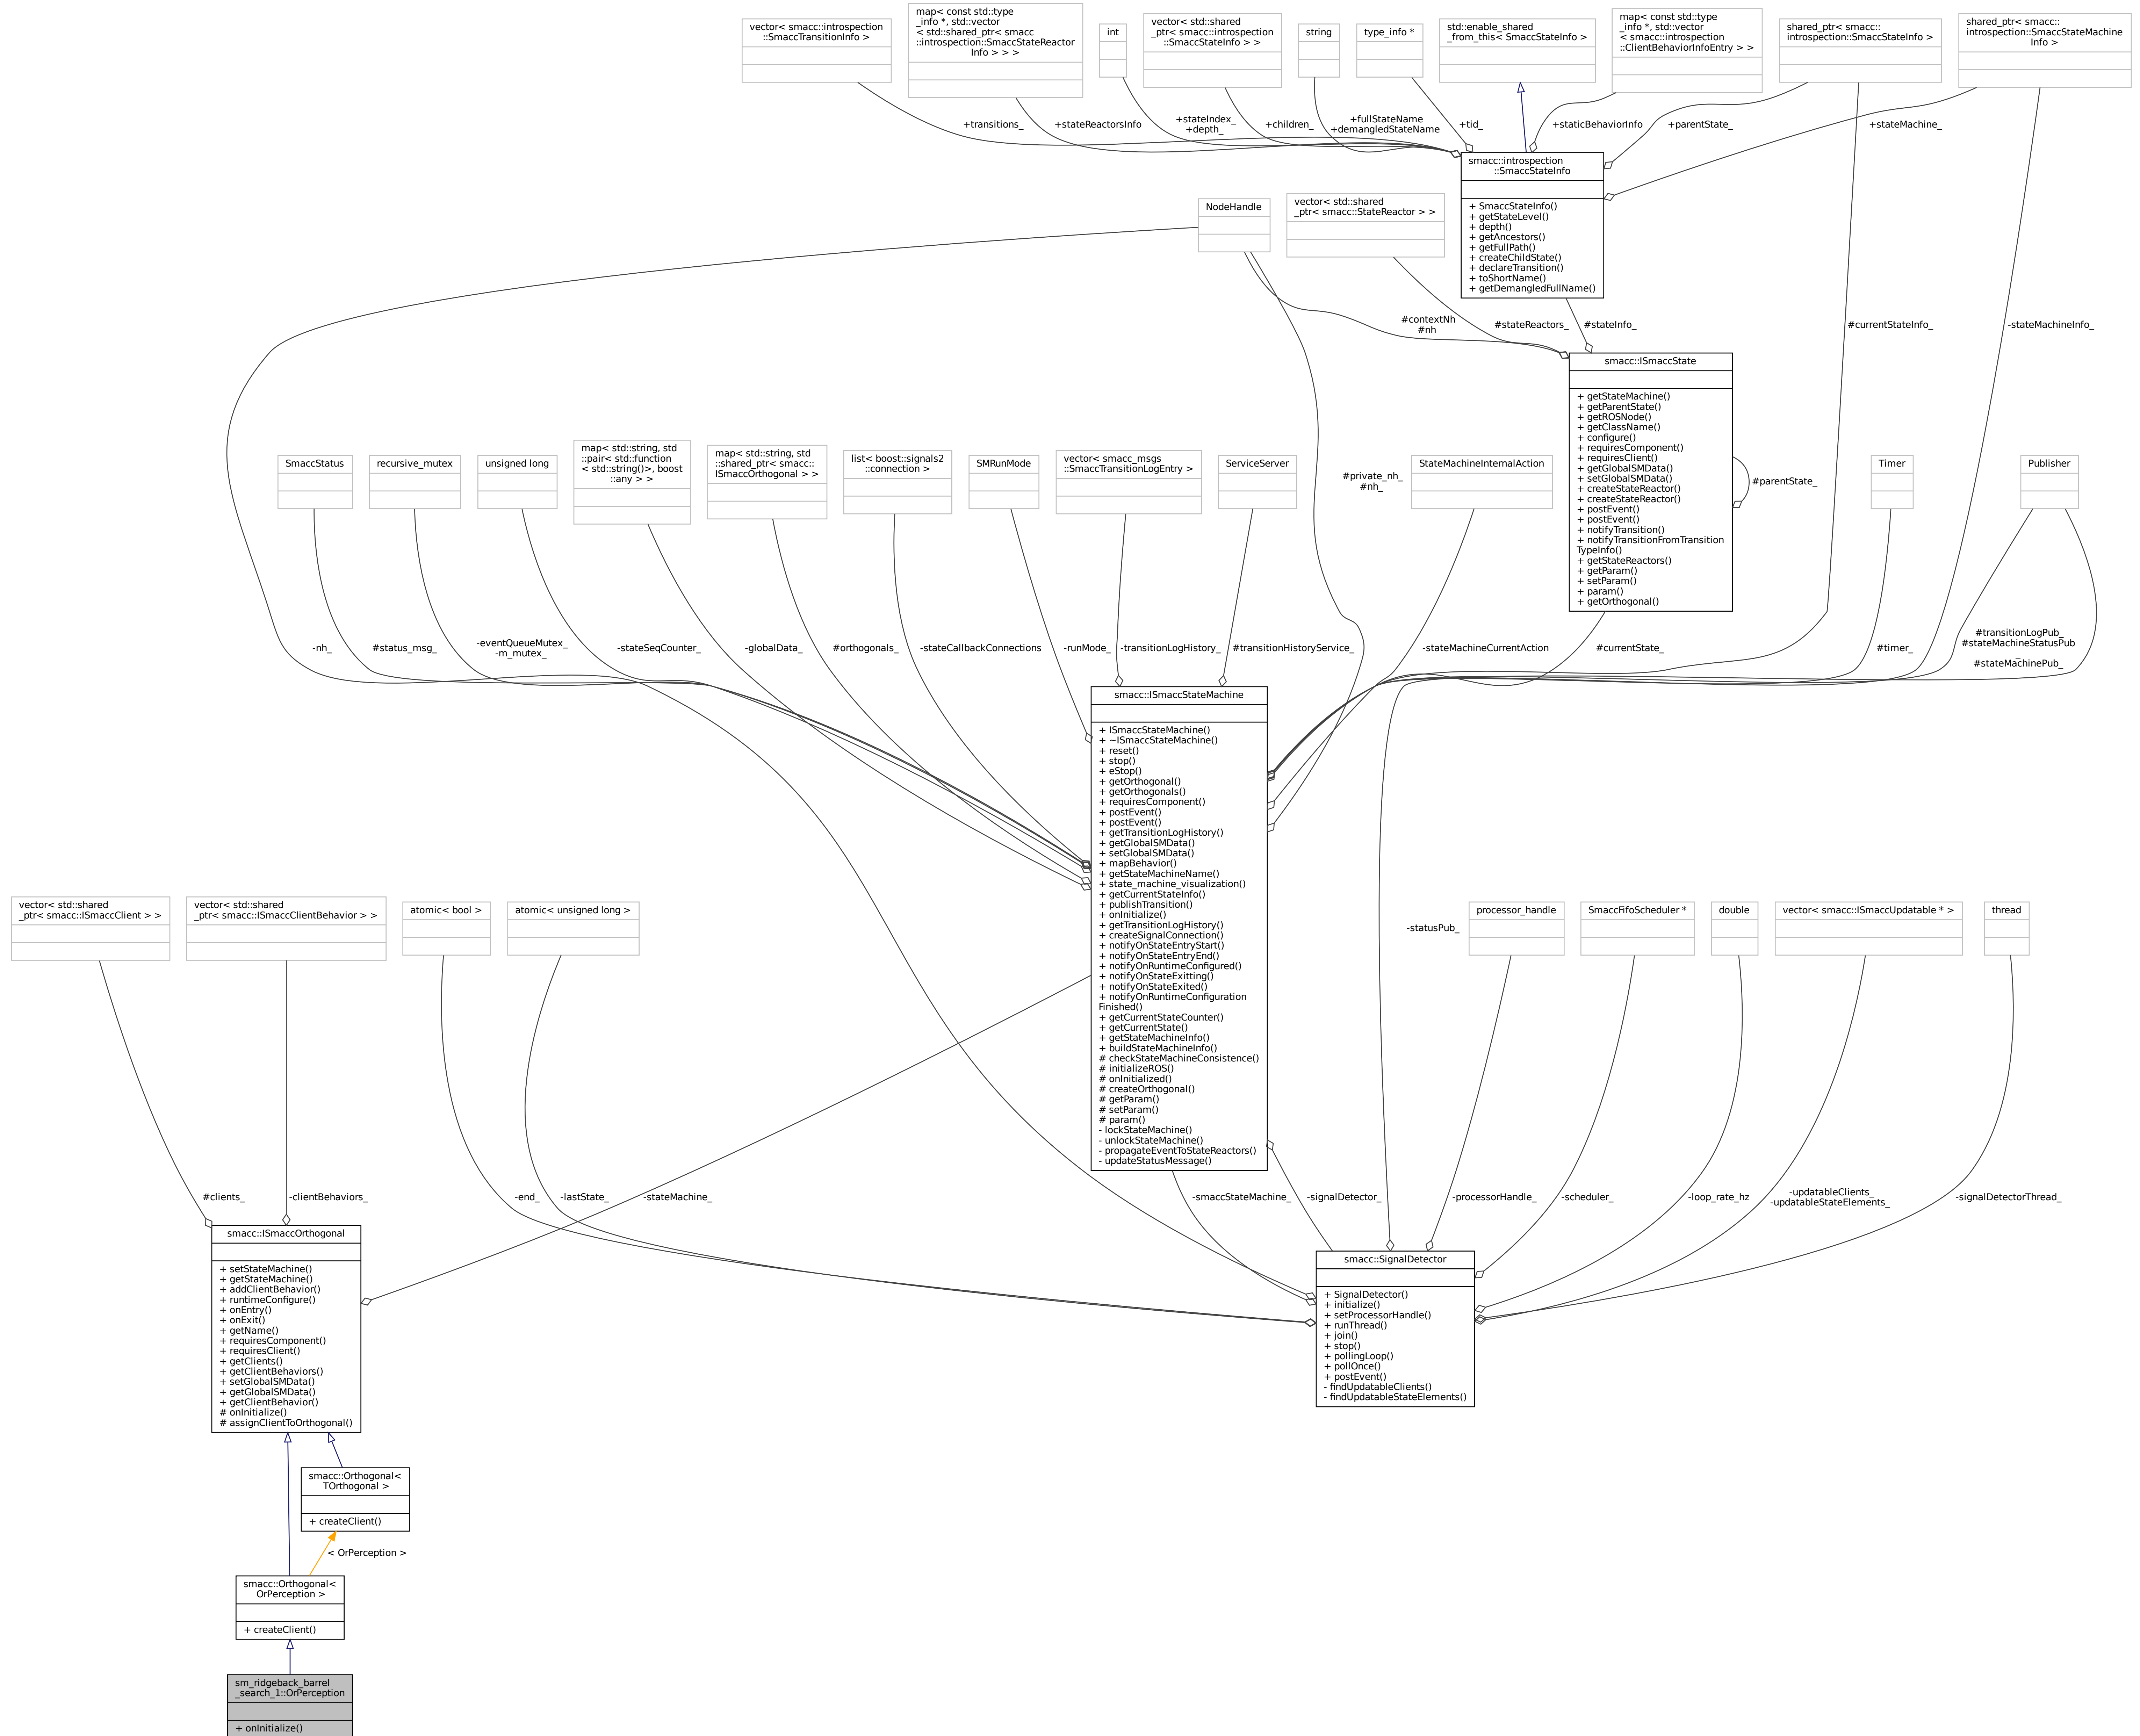 vector< smacc::introspection
::SmaccTransitionInfo >
map< const std::type
_info *, std::vector
< std::shared_ptr< smacc
::introspection::SmaccStateReactor
Info > > >
int
vector< std::shared
_ptr< smacc::introspection
::SmaccStateInfo > >
string
type_info *
std::enable_shared
_from_this< SmaccStateInfo >
map< const std::type
_info *, std::vector
< smacc::introspection
::ClientBehaviorInfoEntry > >
shared_ptr< smacc::
introspection::SmaccStateInfo >
shared_ptr< smacc::
introspection::SmaccStateMachine
Info >
+transitions_
+stateReactorsInfo
+stateIndex_
+depth_
+children_
+fullStateName
+demangledStateName
+tid_
+staticBehaviorInfo
+parentState_
+stateMachine_
smacc::introspection
::SmaccStateInfo
+ SmaccStateInfo()
+ getStateLevel()
+ depth()
+ getAncestors()
+ getFullPath()
+ createChildState()
+ declareTransition()
+ toShortName()
+ getDemangledFullName()
NodeHandle
vector< std::shared
_ptr< smacc::StateReactor > >
#contextNh
#nh
#stateReactors_
#stateInfo_
#currentStateInfo_
-stateMachineInfo_
smacc::ISmaccState
+ getStateMachine()
+ getParentState()
+ getROSNode()
+ getClassName()
+ configure()
+ requiresComponent()
+ requiresClient()
+ getGlobalSMData()
+ setGlobalSMData()
+ createStateReactor()
+ createStateReactor()
+ postEvent()
+ postEvent()
+ notifyTransition()
+ notifyTransitionFromTransition
TypeInfo()
+ getStateReactors()
+ getParam()
+ setParam()
+ param()
+ getOrthogonal()
#parentState_
SmaccStatus
recursive_mutex
unsigned long
map< std::string, std
::pair< std::function
< std::string()>, boost
::any > >
map< std::string, std
::shared_ptr< smacc::
ISmaccOrthogonal > >
list< boost::signals2
::connection >
SMRunMode
vector< smacc_msgs
::SmaccTransitionLogEntry >
ServiceServer
#private_nh_
#nh_
StateMachineInternalAction
Timer
Publisher
-nh_
#status_msg_
-eventQueueMutex_
-m_mutex_
-stateSeqCounter_
-globalData_
#orthogonals_
-stateCallbackConnections
-runMode_
-transitionLogHistory_
#transitionHistoryService_
-stateMachineCurrentAction
#currentState_
#timer_
#transitionLogPub_
#stateMachineStatusPub
_
#stateMachinePub_
smacc::ISmaccStateMachine
+ ISmaccStateMachine()
+ ~ISmaccStateMachine()
+ reset()
+ stop()
+ eStop()
+ getOrthogonal()
+ getOrthogonals()
+ requiresComponent()
+ postEvent()
+ postEvent()
+ getTransitionLogHistory()
+ getGlobalSMData()
+ setGlobalSMData()
+ mapBehavior()
+ getStateMachineName()
+ state_machine_visualization()
+ getCurrentStateInfo()
+ publishTransition()
+ onInitialize()
+ getTransitionLogHistory()
+ createSignalConnection()
+ notifyOnStateEntryStart()
+ notifyOnStateEntryEnd()
+ notifyOnRuntimeConfigured()
+ notifyOnStateExitting()
+ notifyOnStateExited()
+ notifyOnRuntimeConfiguration
Finished()
+ getCurrentStateCounter()
+ getCurrentState()
+ getStateMachineInfo()
+ buildStateMachineInfo()
# checkStateMachineConsistence()
# initializeROS()
# onInitialized()
# createOrthogonal()
# getParam()
# setParam()
# param()
- lockStateMachine()
- unlockStateMachine()
- propagateEventToStateReactors()
- updateStatusMessage()
vector< std::shared
_ptr< smacc::ISmaccClient > >
vector< std::shared
_ptr< smacc::ISmaccClientBehavior > >
atomic< bool >
atomic< unsigned long >
-statusPub_
processor_handle
SmaccFifoScheduler *
double
vector< smacc::ISmaccUpdatable * >
thread
#clients_
-clientBehaviors_
-end_
-lastState_
-stateMachine_
-smaccStateMachine_
-signalDetector_
-processorHandle_
-scheduler_
-loop_rate_hz
-updatableClients_
-updatableStateElements_
-signalDetectorThread_
smacc::ISmaccOrthogonal
+ setStateMachine()
+ getStateMachine()
+ addClientBehavior()
+ runtimeConfigure()
+ onEntry()
+ onExit()
+ getName()
+ requiresComponent()
+ requiresClient()
+ getClients()
+ getClientBehaviors()
+ setGlobalSMData()
+ getGlobalSMData()
+ getClientBehavior()
# onInitialize()
# assignClientToOrthogonal()
smacc::SignalDetector
+ SignalDetector()
+ initialize()
+ setProcessorHandle()
+ runThread()
+ join()
+ stop()
+ pollingLoop()
+ pollOnce()
+ postEvent()
- findUpdatableClients()
- findUpdatableStateElements()
smacc::Orthogonal<
TOrthogonal >
+ createClient()
< OrPerception >
smacc::Orthogonal<
OrPerception >
+ createClient()
sm_ridgeback_barrel
_search_1::OrPerception
+ onInitialize()